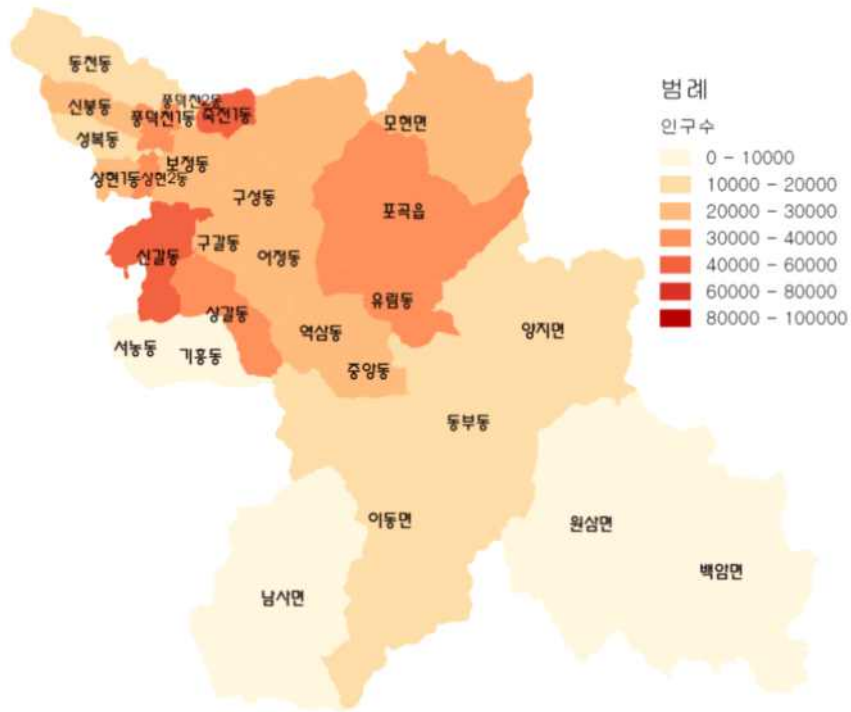 동천동
신봉동
풍덕천2동
풍덕천1동
죽전1동
성복동
보정동
상현1동
상현2동
모현면
구성동
포곡읍
구갈동
신갈동
어정동
상갈동
유림동
역삼동
양지면
서농동
기흥동
중앙동
동부동
이동면
원삼면
백암면
남사면
범례
인구수
0 - 10000
10000 - 20000
20000 - 30000
30000 - 40000
40000 - 60000
60000 - 80000
80000 - 100000